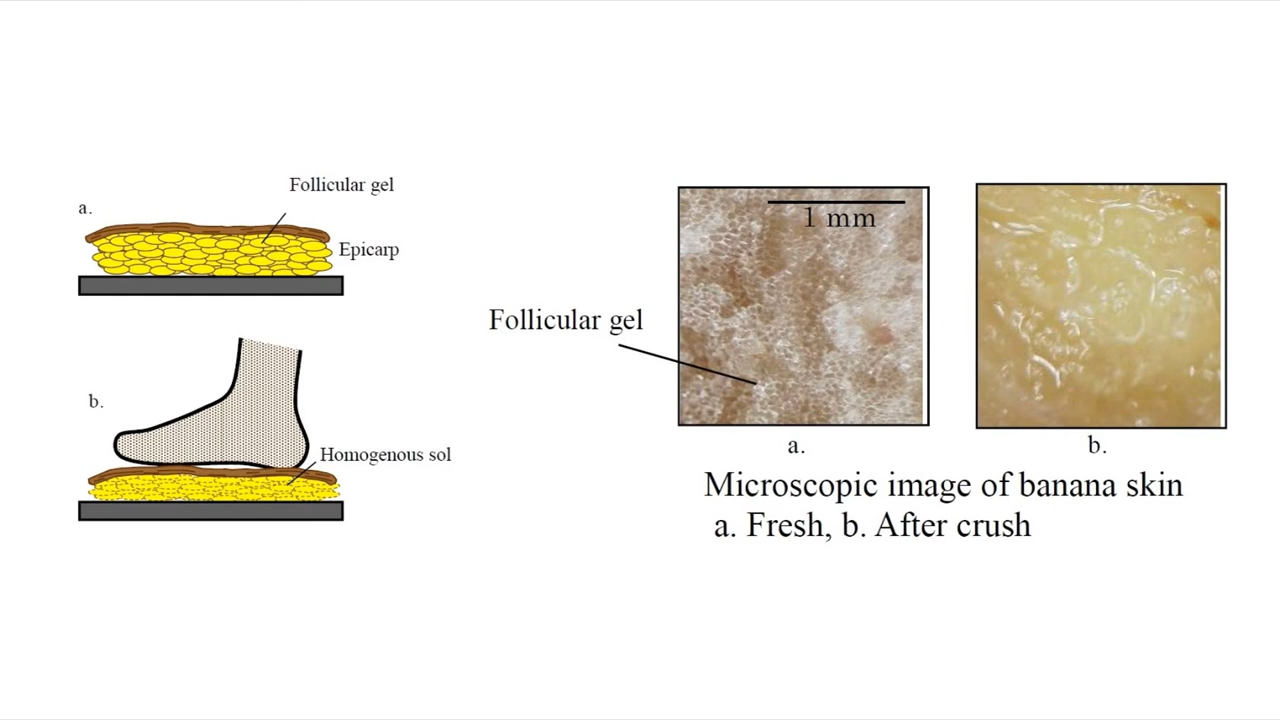 a.
Follicular gel
Epicarp
b.
Homogenous sol
Follicular gel
1 mm
a.
b.
Microscopic image of banana skin
a. Fresh, b. After crush